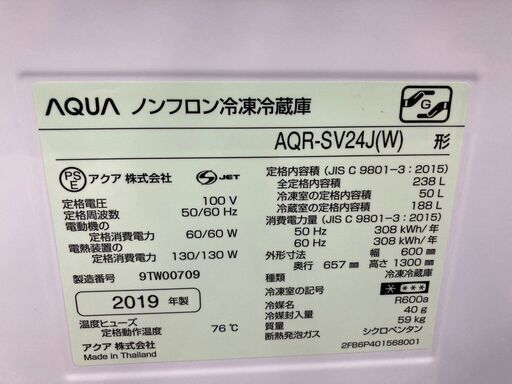 AQUA ノンフロン冷凍冷蔵庫
G
AQR-SV24J(W) 形
PS
E
アクア 株式会社
S JET
定格電圧 100 V
定格周波数 50/60 Hz
電動機の
定格消費電力 60/60 W
電熱装置の
定格消費電力 130/130 W
製造番号 9TW00709
2019 年製
温度ヒューズ
定格動作温度 76℃
アクア 株式会社
Made in Thailand
定格内容積 (JIS C 9801-3 : 2015)
全定格内容積 238 L
冷凍室の定格内容積 50 L
冷蔵室の定格内容積 188 L
消費電力量 (JIS C 9801-3 : 2015)
50 Hz 308 kWh/年
60 Hz 308 kWh/年
外形寸法 幅 600 mm
奥行 657 mm 高さ 1300 mm
種類 冷凍冷蔵庫
冷凍室の記号 * ***
冷媒名 R600a
冷媒封入量 40 g
質量 59 kg
断熱発泡ガス シクロペンタン
2FB6P401568001